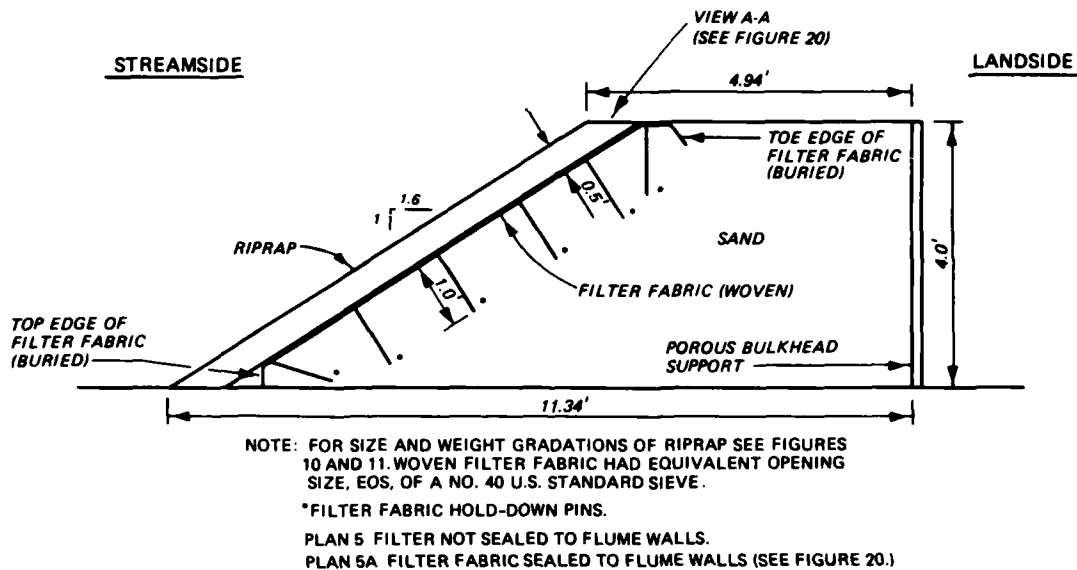 VIEW A-A
(SEE FIGURE 20)
STREAMSIDE
LANDSIDE
4.94'
TOE EDGE OF
FILTER FABRIC
(BURIED)
0.5'
1.6
1
SAND
4.0'
RIPRAP
FILTER FABRIC (WOVEN)
1.0'
TOP EDGE OF
FILTER FABRIC
(BURIED)
POROUS BULKHEAD
SUPPORT
11.34'
NOTE: FOR SIZE AND WEIGHT GRADATIONS OF RIPRAP SEE FIGURES
10 AND 11. WOVEN FILTER FABRIC HAD EQUIVALENT OPENING
SIZE, EOS, OF A NO. 40 U.S. STANDARD SIEVE.
*FILTER FABRIC HOLD-DOWN PINS.
PLAN 5 FILTER NOT SEALED TO FLUME WALLS.
PLAN 5A FILTER FABRIC SEALED TO FLUME WALLS (SEE FIGURE 20.)